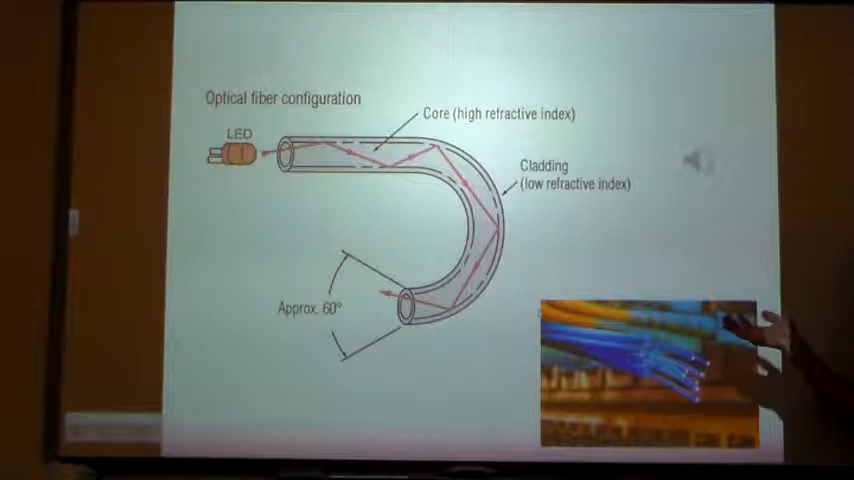 Optical fiber configuration
LED
Core (high refractive index)
Cladding
(low refractive index)
Approx. 60°